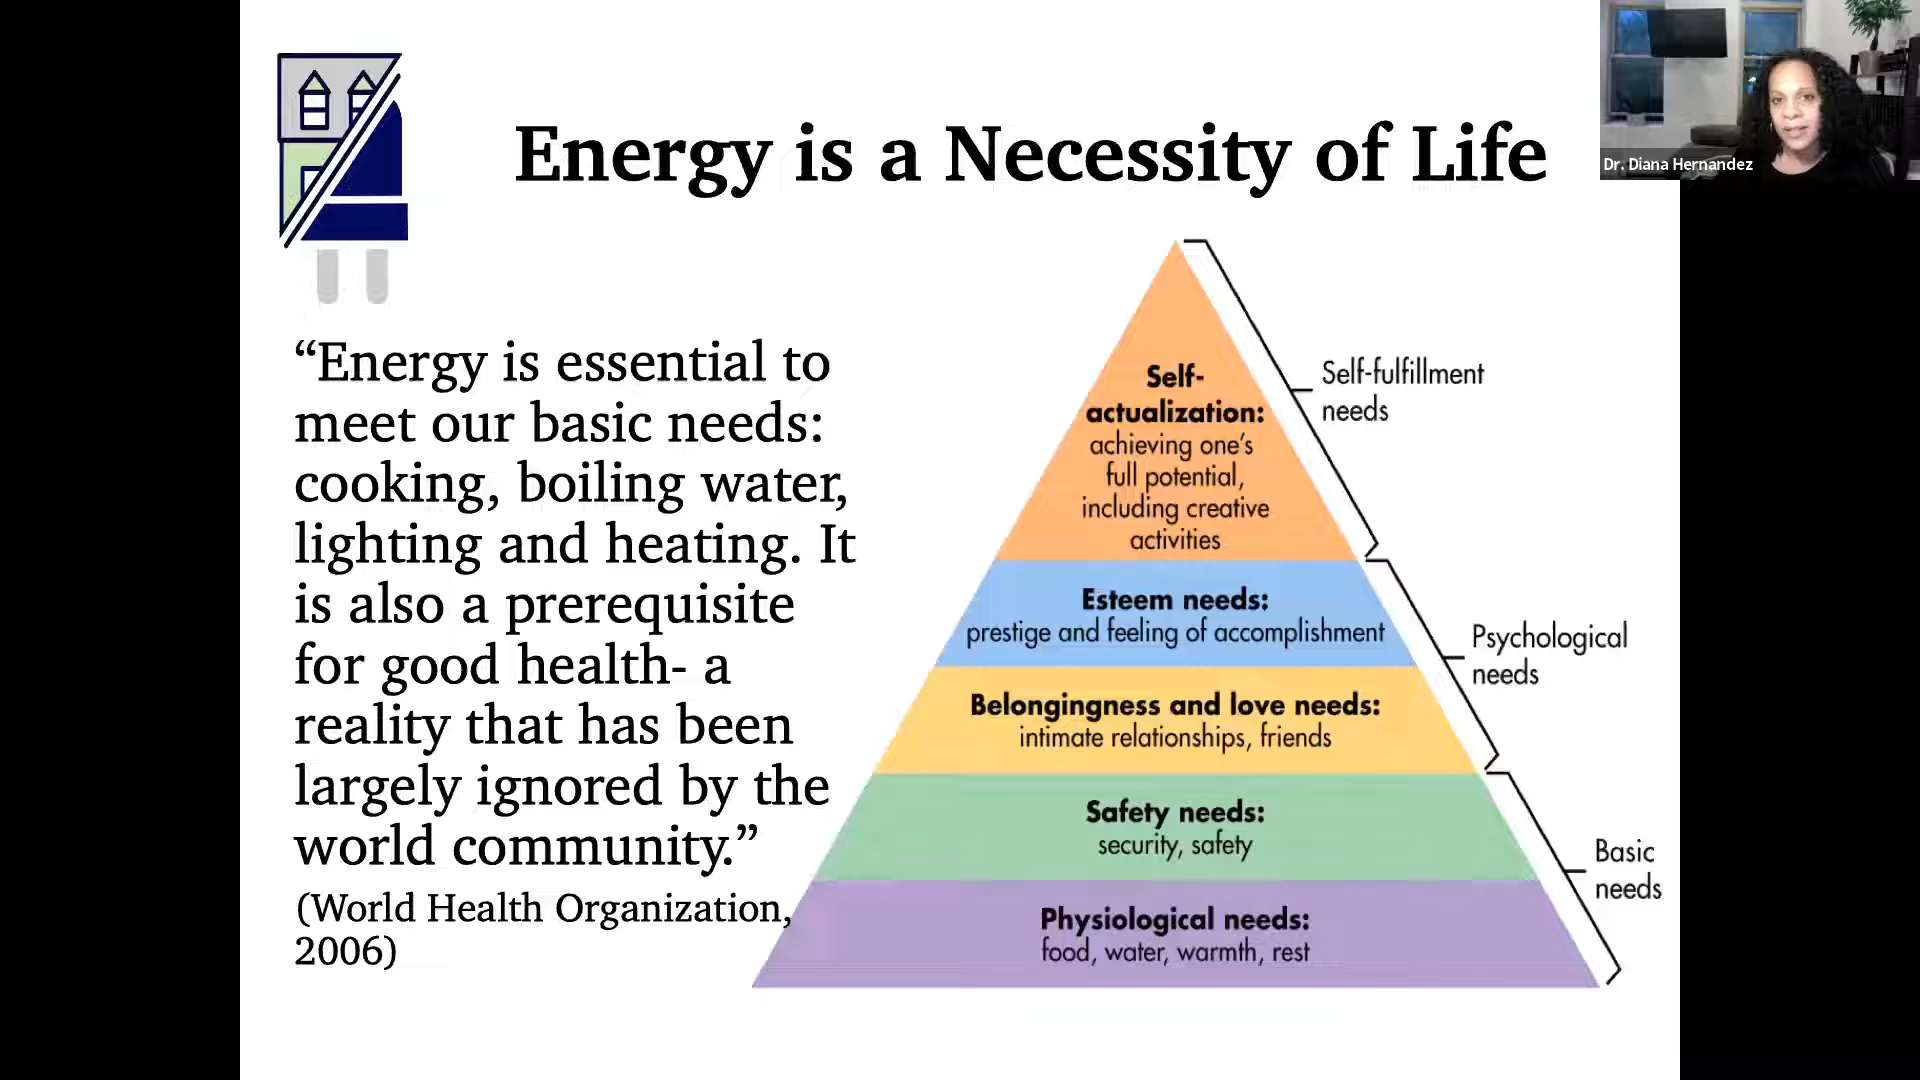 Energy is a Necessity of Life
Dr. Diana Hernandez
“Energy is essential to
meet our basic needs:
cooking, boiling water,
lighting and heating. It
is also a prerequisite
for good health- a
reality that has been
largely ignored by the
world community.”
(World Health Organization,
2006)
Self-
actualization:
achieving one’s
full potential,
including creative
activities
Self-fulfillment
needs
Esteem needs:
prestige and feeling of accomplishment
Belongingness and love needs:
intimate relationships, friends
Psychological
needs
Safety needs:
security, safety
Physiological needs:
food, water, warmth, rest
Basic
needs